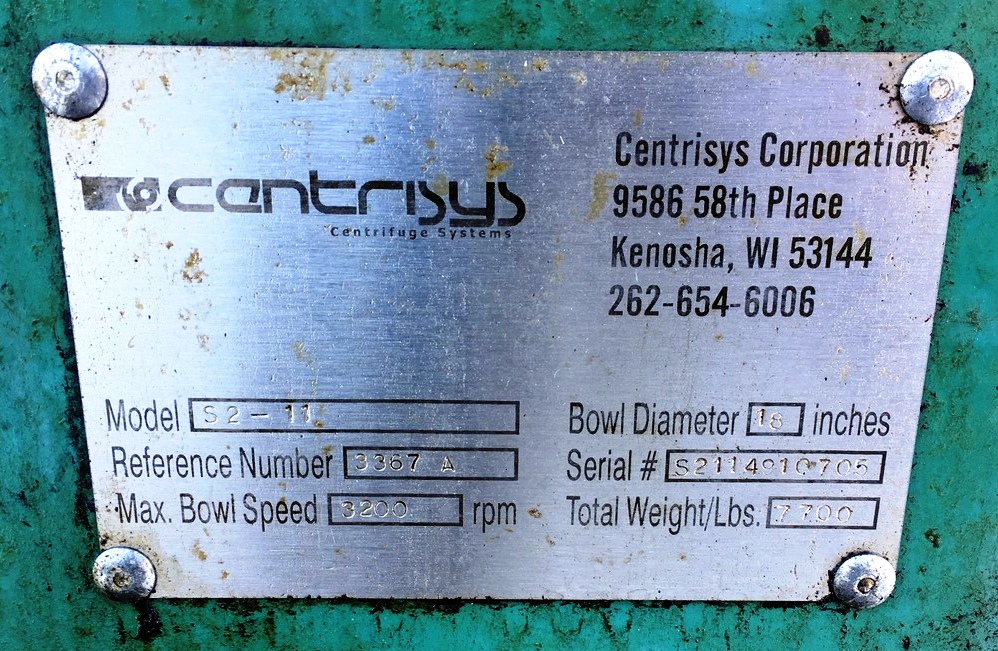 centrisys
Centrifuge Systems
Centrisys Corporation
9586 58th Place
Kenosha, WI 53144
262-654-6006
Model S2-11
Reference Number 3367 A
Max. Bowl Speed 3200 rpm
Bowl Diameter 18 inches
Serial # S2114910705
Total Weight/Lbs. 7700